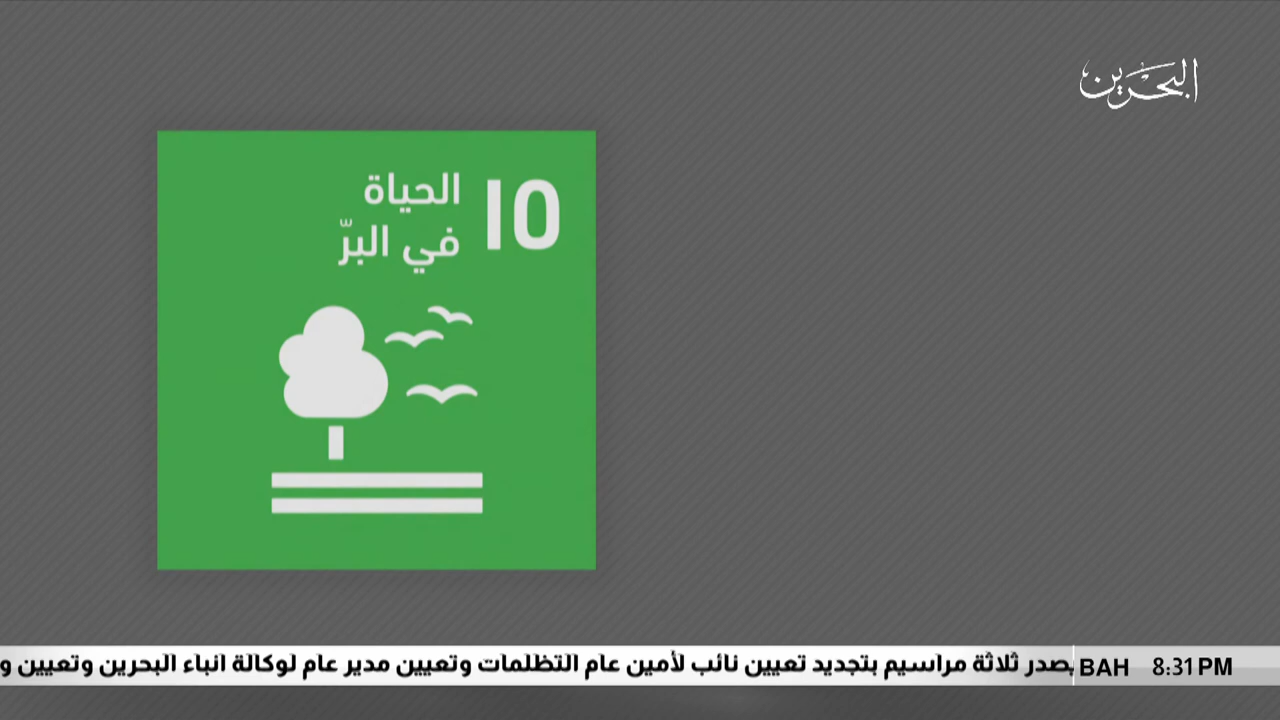 البحرين
15 الحياة
في البرّ
يصدر ثلاثة مراسيم بتجديد تعيين نائب لأمين عام التظلمات وتعيين مدير عام لوكالة انباء البحرين وتعيين و
BAH 8:31 PM